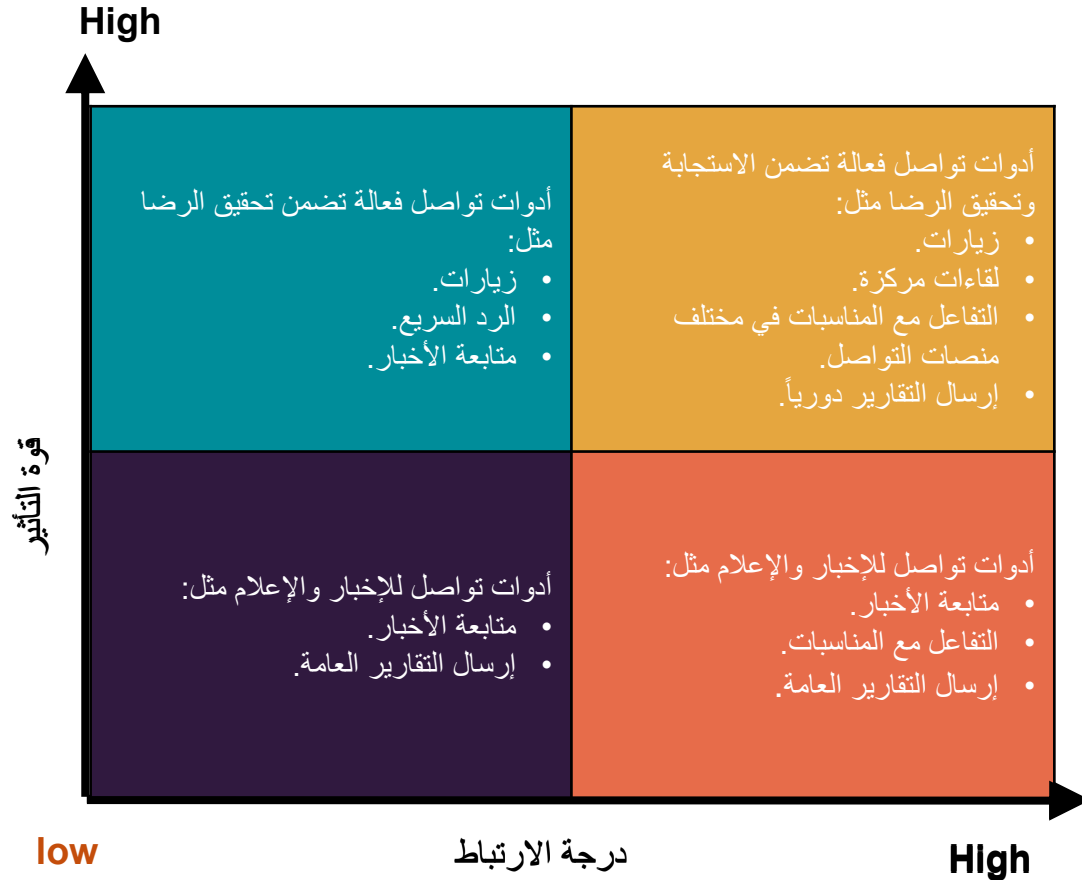 High
أدوات تواصل فعالة تضمن الاستجابة
وتحقيق الرضا مثل:
• زيارات.
• لقاءات مركزة.
• التفاعل مع المناسبات في مختلف
منصات التواصل.
• إرسال التقارير دورياً.
أدوات تواصل فعالة تضمن تحقيق الرضا
مثل:
• زيارات.
• الرد السريع.
• متابعة الأخبار.
قوة التأثير
أدوات تواصل للإخبار والإعلام مثل:
• متابعة الأخبار.
• التفاعل مع المناسبات.
• إرسال التقارير العامة.
أدوات تواصل للإخبار والإعلام مثل:
• متابعة الأخبار.
• إرسال التقارير العامة.
low
درجة الارتباط
High